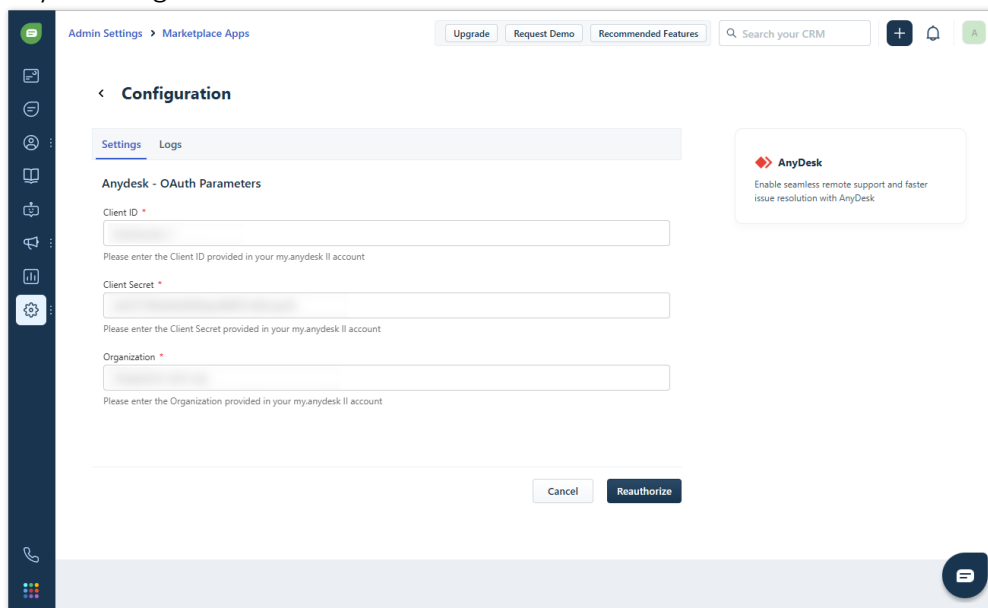 Admin Settings > Marketplace Apps
Upgrade
Request Demo
Recommended Features
Search your CRM
A
Configuration
Settings
Logs
Anydesk - OAuth Parameters
Client ID *
Please enter the Client ID provided in your my.anydesk II account
Client Secret *
Please enter the Client Secret provided in your my.anydesk II account
Organization *
Please enter the Organization provided in your my.anydesk II account
Cancel
Reauthorize
AnyDesk
Enable seamless remote support and faster
issue resolution with AnyDesk